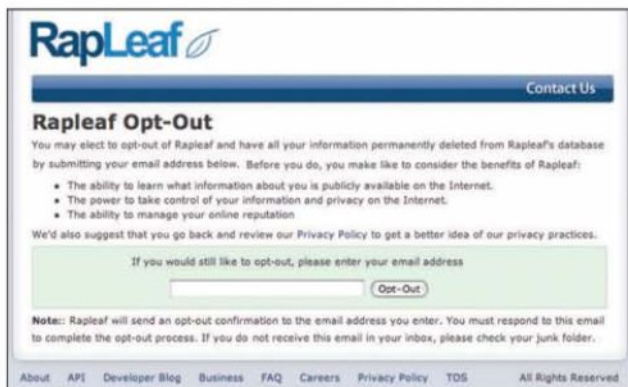 RapLeaf
Contact Us
Rapleaf Opt-Out
You may elect to opt-out of Rapleaf and have all your information permanently deleted from Rapleaf's database
by submitting your email address below. Before you do, you make like to consider the benefits of Rapleaf:
• The ability to learn what information about you is publicly available on the Internet.
• The power to take control of your information and privacy on the Internet.
• The ability to manage your online reputation
We'd also suggest that you go back and review our Privacy Policy to get a better idea of our privacy practices.
If you would still like to opt-out, please enter your email address
Opt-Out
Note:: Rapleaf will send an opt-out confirmation to the email address you enter. You must respond to this email
to complete the opt-out process. If you do not receive this email in your inbox, please check your junk folder.
About API Developer Blog Business FAQ Careers Privacy Policy TOS All Rights Reserved